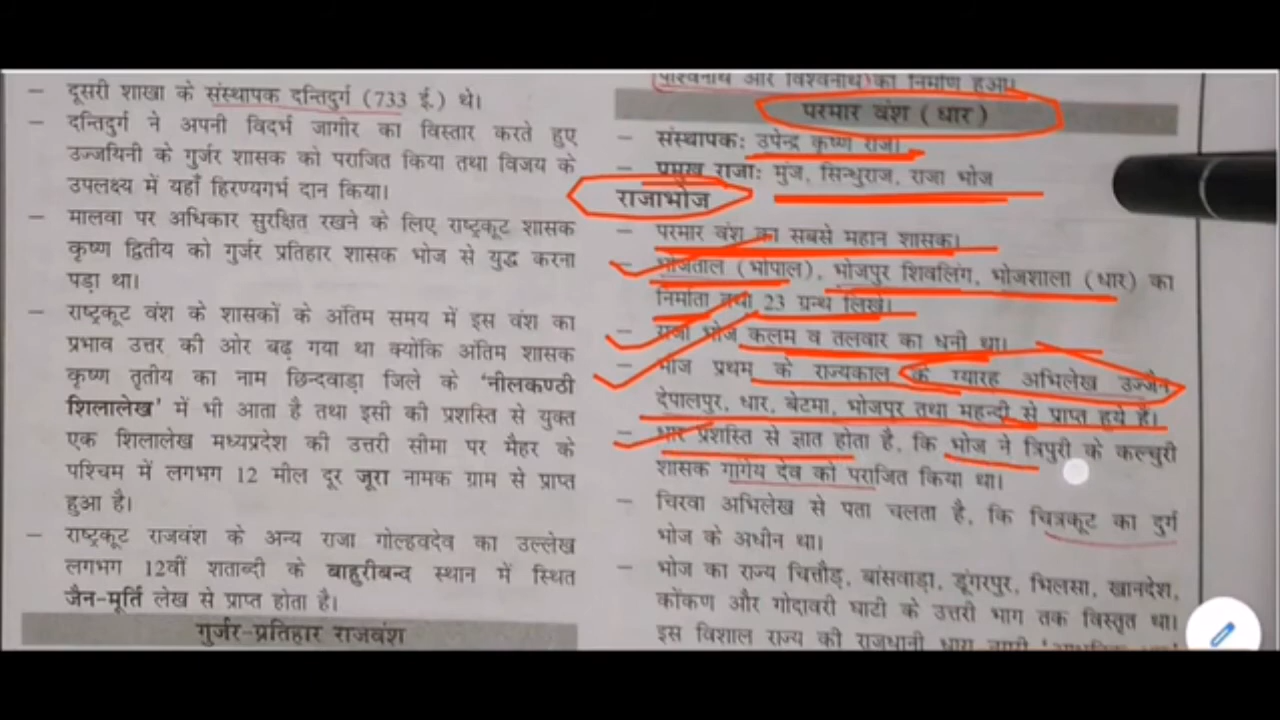 – दूसरी शाखा के संस्थापक दन्तिदुर्ग (733 ई.) थे।
– दन्तिदुर्ग ने अपनी विदर्भ जागीर का विस्तार करते हुए
उज्जयिनी के गुर्जर शासक को पराजित किया तथा विजय के
उपलक्ष्य में यहाँ हिरण्यगर्भ दान किया।
– मालवा पर अधिकार सुरक्षित रखने के लिए राष्ट्रकूट शासक
कृष्ण द्वितीय को गुर्जर प्रतिहार शासक भोज से युद्ध करना
पड़ा था।
– राष्ट्रकूट वंश के शासकों के अंतिम समय में इस वंश का
प्रभाव उत्तर की ओर बढ़ गया था क्योंकि अंतिम शासक
कृष्ण तृतीय का नाम छिन्दवाड़ा जिले के 'नीलकण्ठी
शिलालेख' में भी आता है तथा इसी की प्रशस्ति से युक्त
एक शिलालेख मध्यप्रदेश की उत्तरी सीमा पर मैहर के
पश्चिम में लगभग 12 मील दूर जूरा नामक ग्राम से प्राप्त
हुआ है।
– राष्ट्रकूट राजवंश के अन्य राजा गोल्हवदेव का उल्लेख
लगभग 12वीं शताब्दी के बाहुरीबन्द स्थान में स्थित
जैन-मूर्ति लेख से प्राप्त होता है।
गुर्जर-प्रतिहार राजवंश
पार्श्वनाथ और विश्वनाथ) का निर्माण हुआ।
परमार वंश (धार)
– संस्थापक: उपेन्द्र कृष्ण राज।
– प्रमुख राजा: मुंज, सिन्धुराज, राजा भोज
राजाभोज
– परमार वंश का सबसे महान शासक।
– भोजताल (भोपाल), भोजपुर शिवलिंग, भोजशाला (धार) का
निर्माता तथा 23 ग्रन्थ लिखे।
– राजा भोज कलम व तलवार का धनी था।
– भोज प्रथम के राज्यकाल के ग्यारह अभिलेख उज्जैन
देपालपुर, धार, बेटमा, भोजपुर तथा महन्दी से प्राप्त हुये हैं।
– धार प्रशस्ति से ज्ञात होता है, कि भोज ने त्रिपुरी के कल्चुरी
शासक गांगेय देव को पराजित किया था।
– चिरवा अभिलेख से पता चलता है, कि चित्रकूट का दुर्ग
भोज के अधीन था।
– भोज का राज्य चित्तौड़, बांसवाड़ा, डूंगरपुर, भिलसा, खानदेश,
कोंकण और गोदावरी घाटी के उत्तरी भाग तक विस्तृत था।
इस विशाल राज्य की राजधानी धारा नगरी